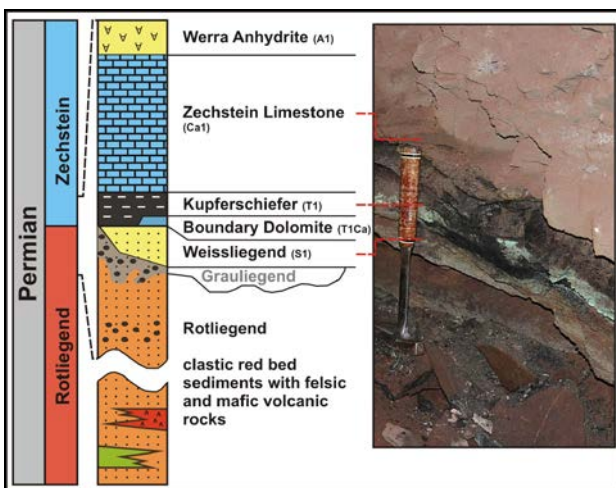 Permian
Zechstein
Rotliegend
Werra Anhydrite (A1)
Zechstein Limestone
(Ca1)
Kupferschiefer (T1)
Boundary Dolomite (T1Ca)
Weissliegend (S1)
Grauliegend
Rotliegend
clastic red bed
sediments with felsic
and mafic volcanic
rocks